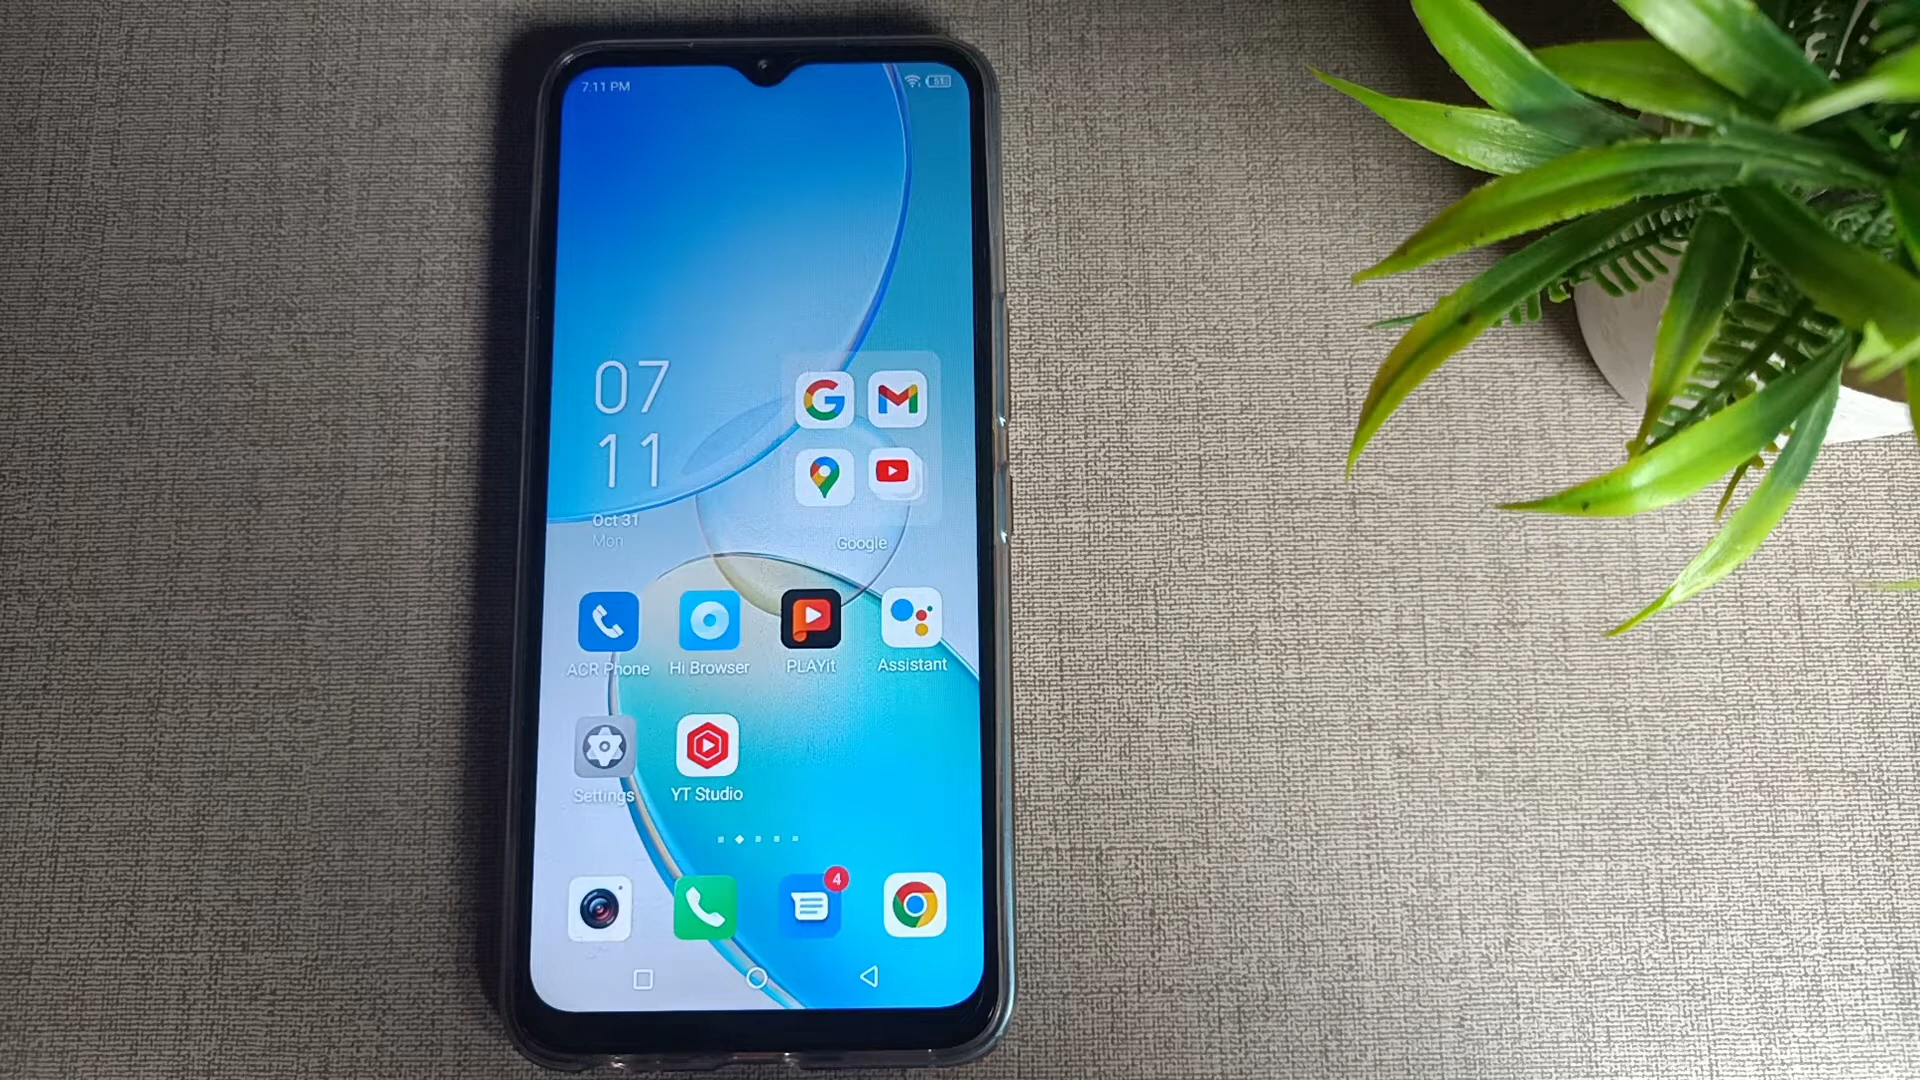 7:11 PM
51
07
11
Oct 31
Mon
Google
ACR Phone
Hi Browser
PLAYit
Assistant
Settings
YT Studio
4